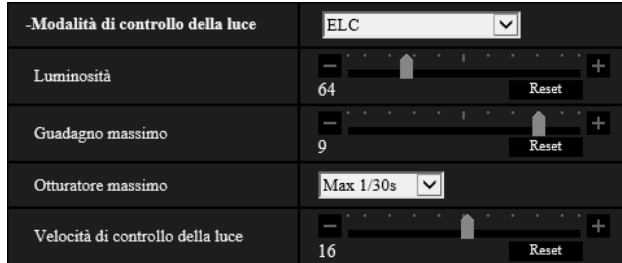 -Modalità di controllo della luce ELC
Luminosità
64 Reset
Guadagno massimo
9 Reset
Otturatore massimo Max 1/30s
Velocità di controllo della luce
16 Reset